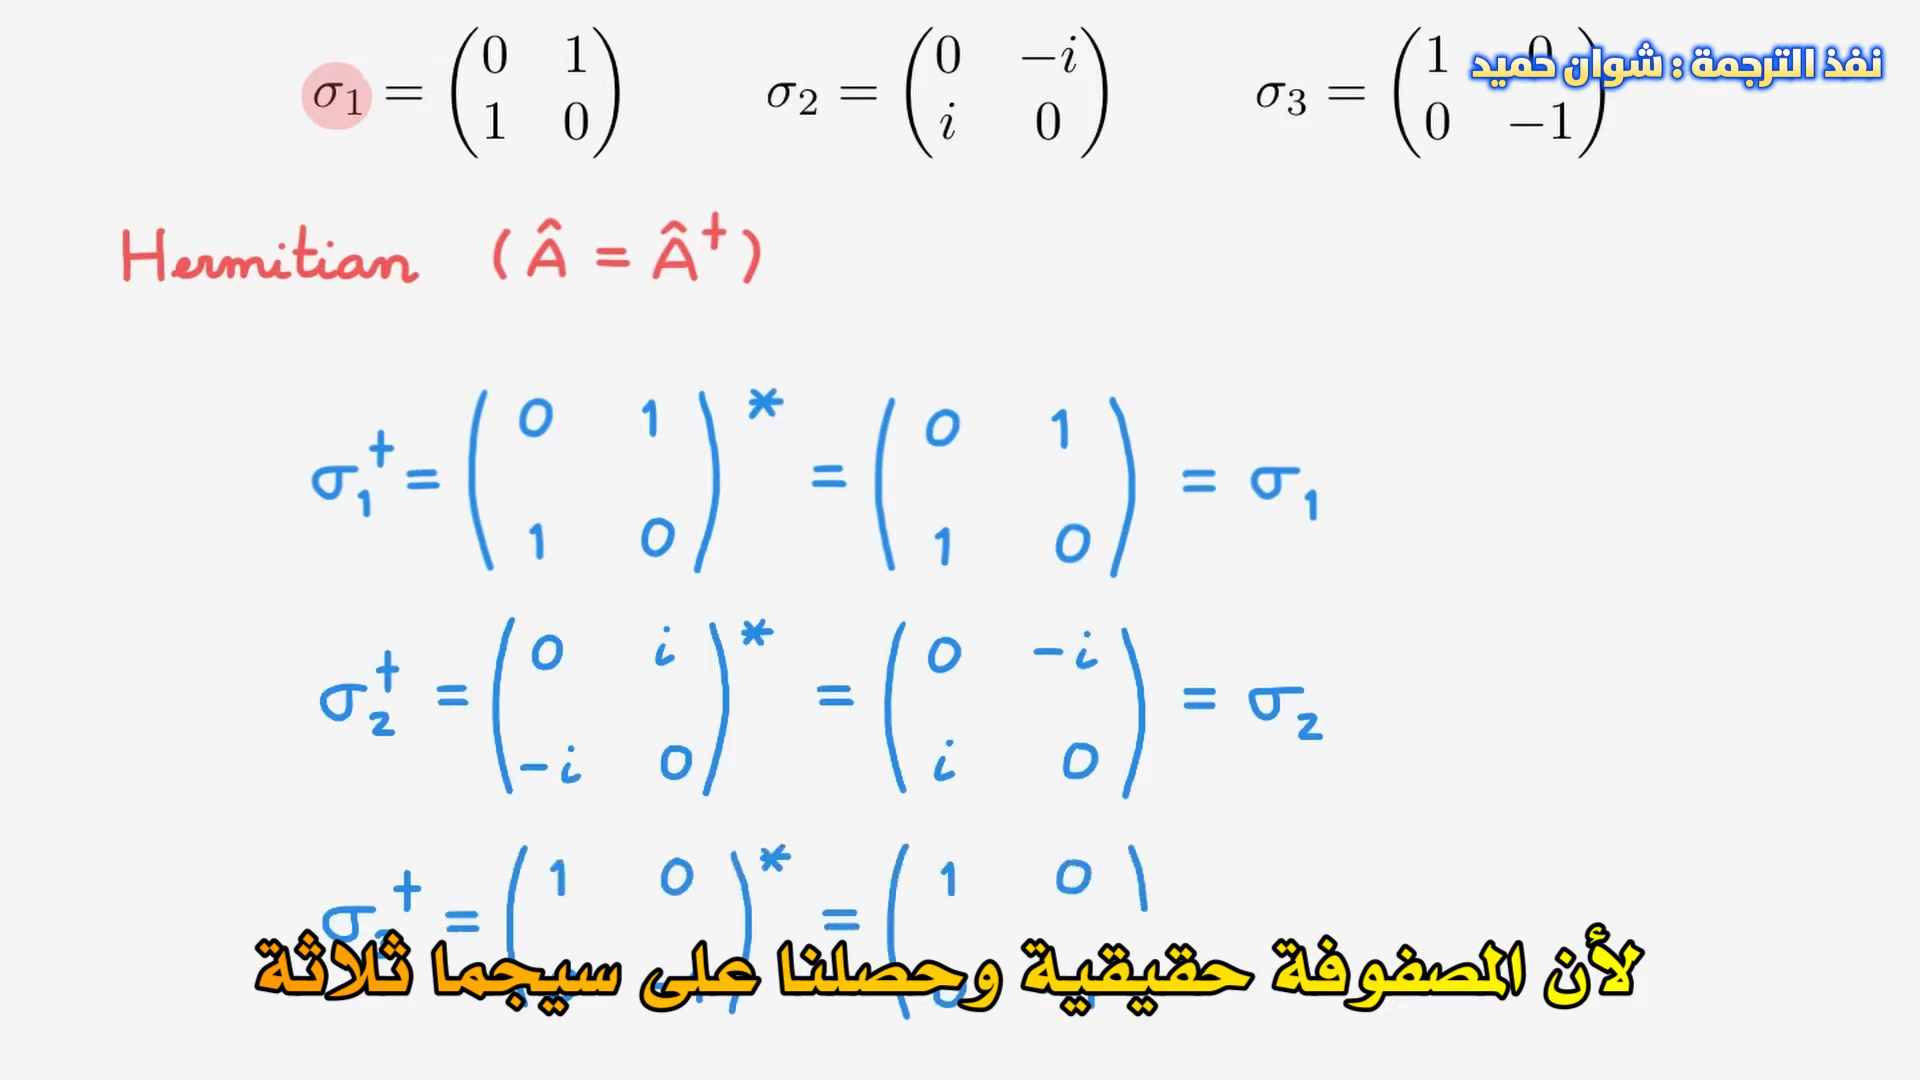 σ₁ = (0 1; 1 0)   σ₂ = (0 −i; i 0)   σ₃ = (1 0; 0 −1)
نفذ الترجمة : شوان حميد
Hermitian (Â = Â†)
σ₁† = (0 1; 1 0)* = (0 1; 1 0) = σ₁
σ₂† = (0 i; −i 0)* = (0 −i; i 0) = σ₂
σ † = (1 0; )* = (1 0
لأن المصفوفة حقيقية وحصلنا على سيجما ثلاثة